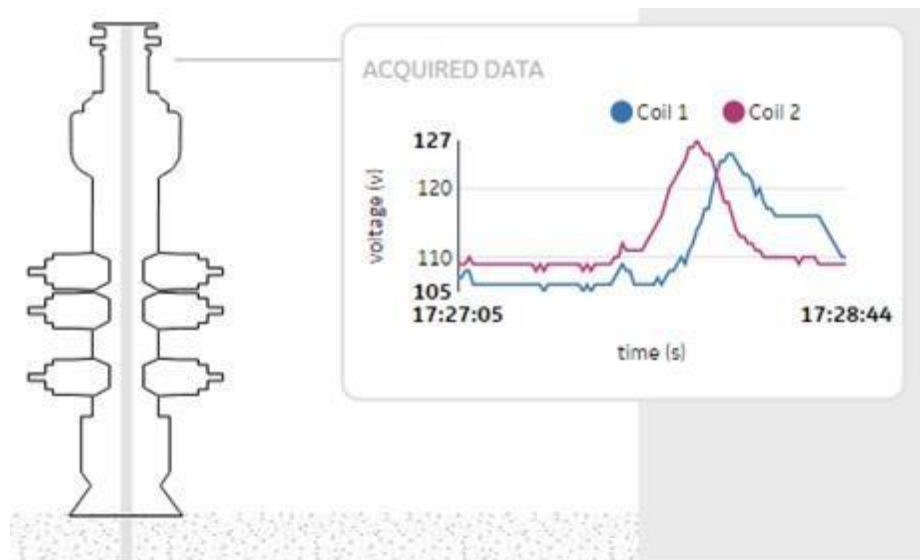 ACQUIRED DATA
Coil 1 Coil 2
127
120
110
105
voltage (v)
17:27:05 17:28:44
time (s)